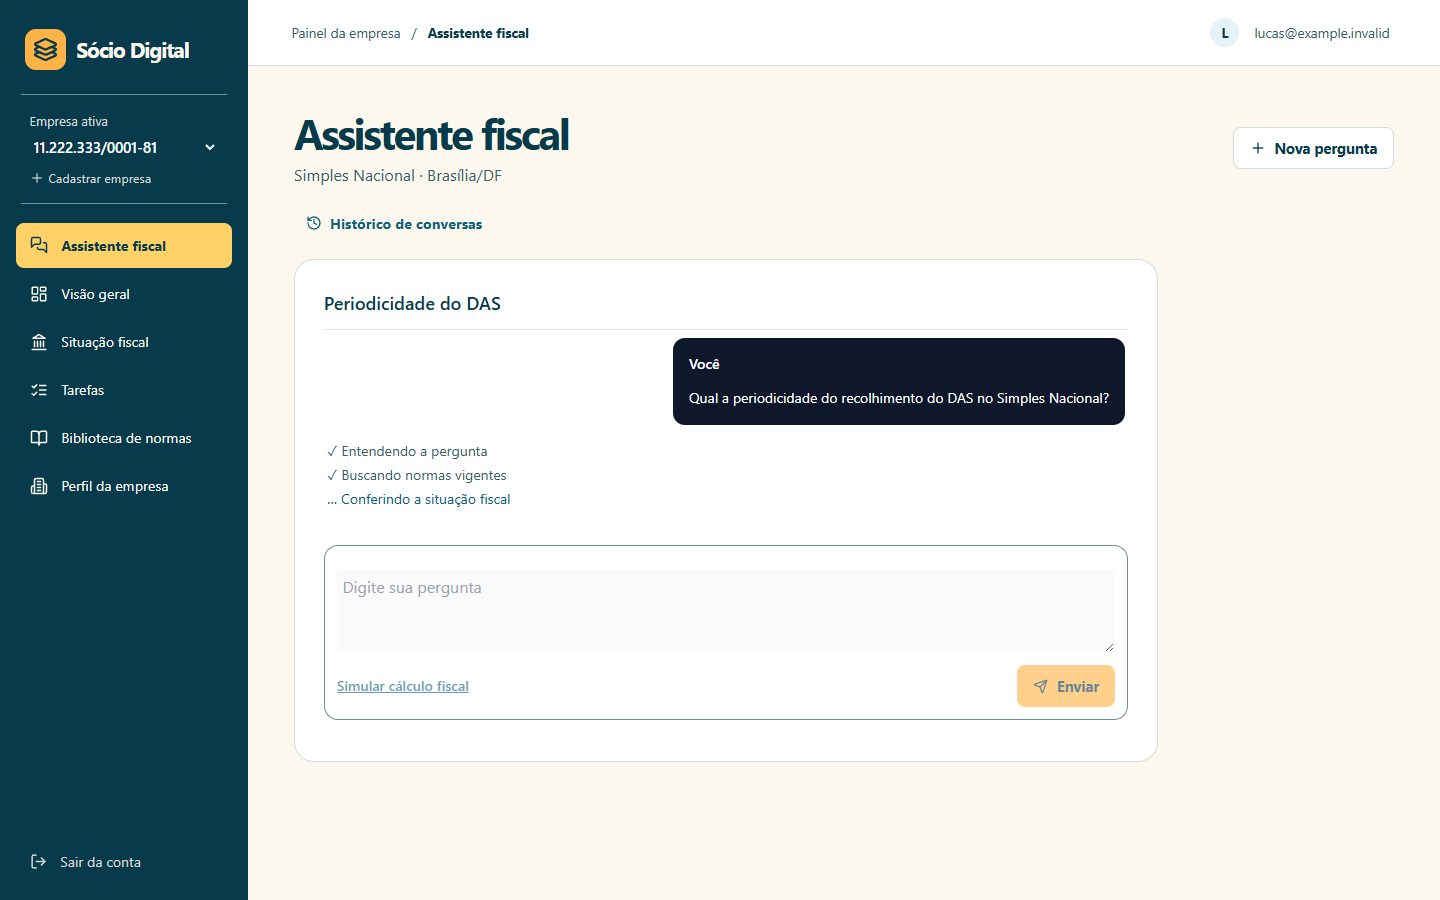 Sócio Digital
Empresa ativa
11.222.333/0001-81
Cadastrar empresa
Assistente fiscal
Visão geral
Situação fiscal
Tarefas
Biblioteca de normas
Perfil da empresa
Sair da conta
Painel da empresa / Assistente fiscal
L lucas@example.invalid
Assistente fiscal
Simples Nacional · Brasília/DF
Nova pergunta
Histórico de conversas
Periodicidade do DAS
Você
Qual a periodicidade do recolhimento do DAS no Simples Nacional?
✓ Entendendo a pergunta
✓ Buscando normas vigentes
... Conferindo a situação fiscal
Digite sua pergunta
Simular cálculo fiscal
Enviar